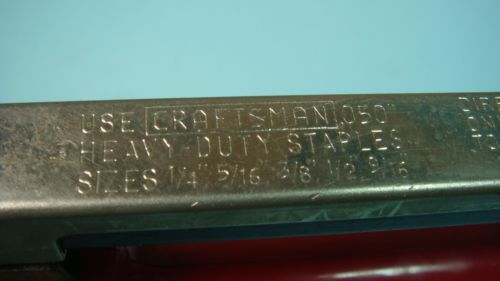 USE CRAFTSMAN 050
HEAVY DUTY STAPLES
SIZES 1/4 5/16 3/8 1/2 9/16